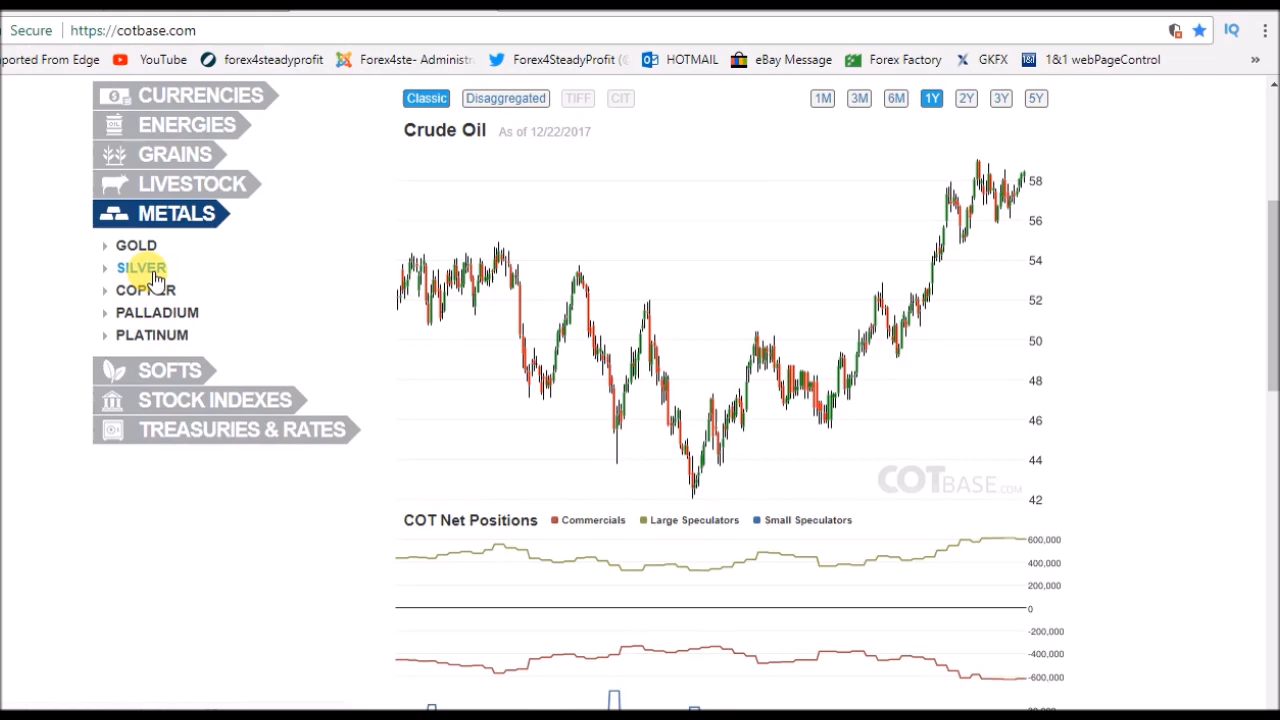 Secure https://cotbase.com IQ
ported From Edge YouTube forex4steadyprofit Forex4ste- Administr Forex4SteadyProfit (@ HOTMAIL eBay Message Forex Factory GKFX 1&1 webPageControl »
CURRENCIES
ENERGIES
GRAINS
LIVESTOCK
METALS
GOLD
SILVER
COPPER
PALLADIUM
PLATINUM
SOFTS
STOCK INDEXES
TREASURIES & RATES
Classic Disaggregated TIFF CIT 1M 3M 6M 1Y 2Y 3Y 5Y
Crude Oil As of 12/22/2017
58
56
54
52
50
48
46
44
42
COTBASE.COM
COT Net Positions Commercials Large Speculators Small Speculators
600,000
400,000
200,000
0
-200,000
-400,000
-600,000